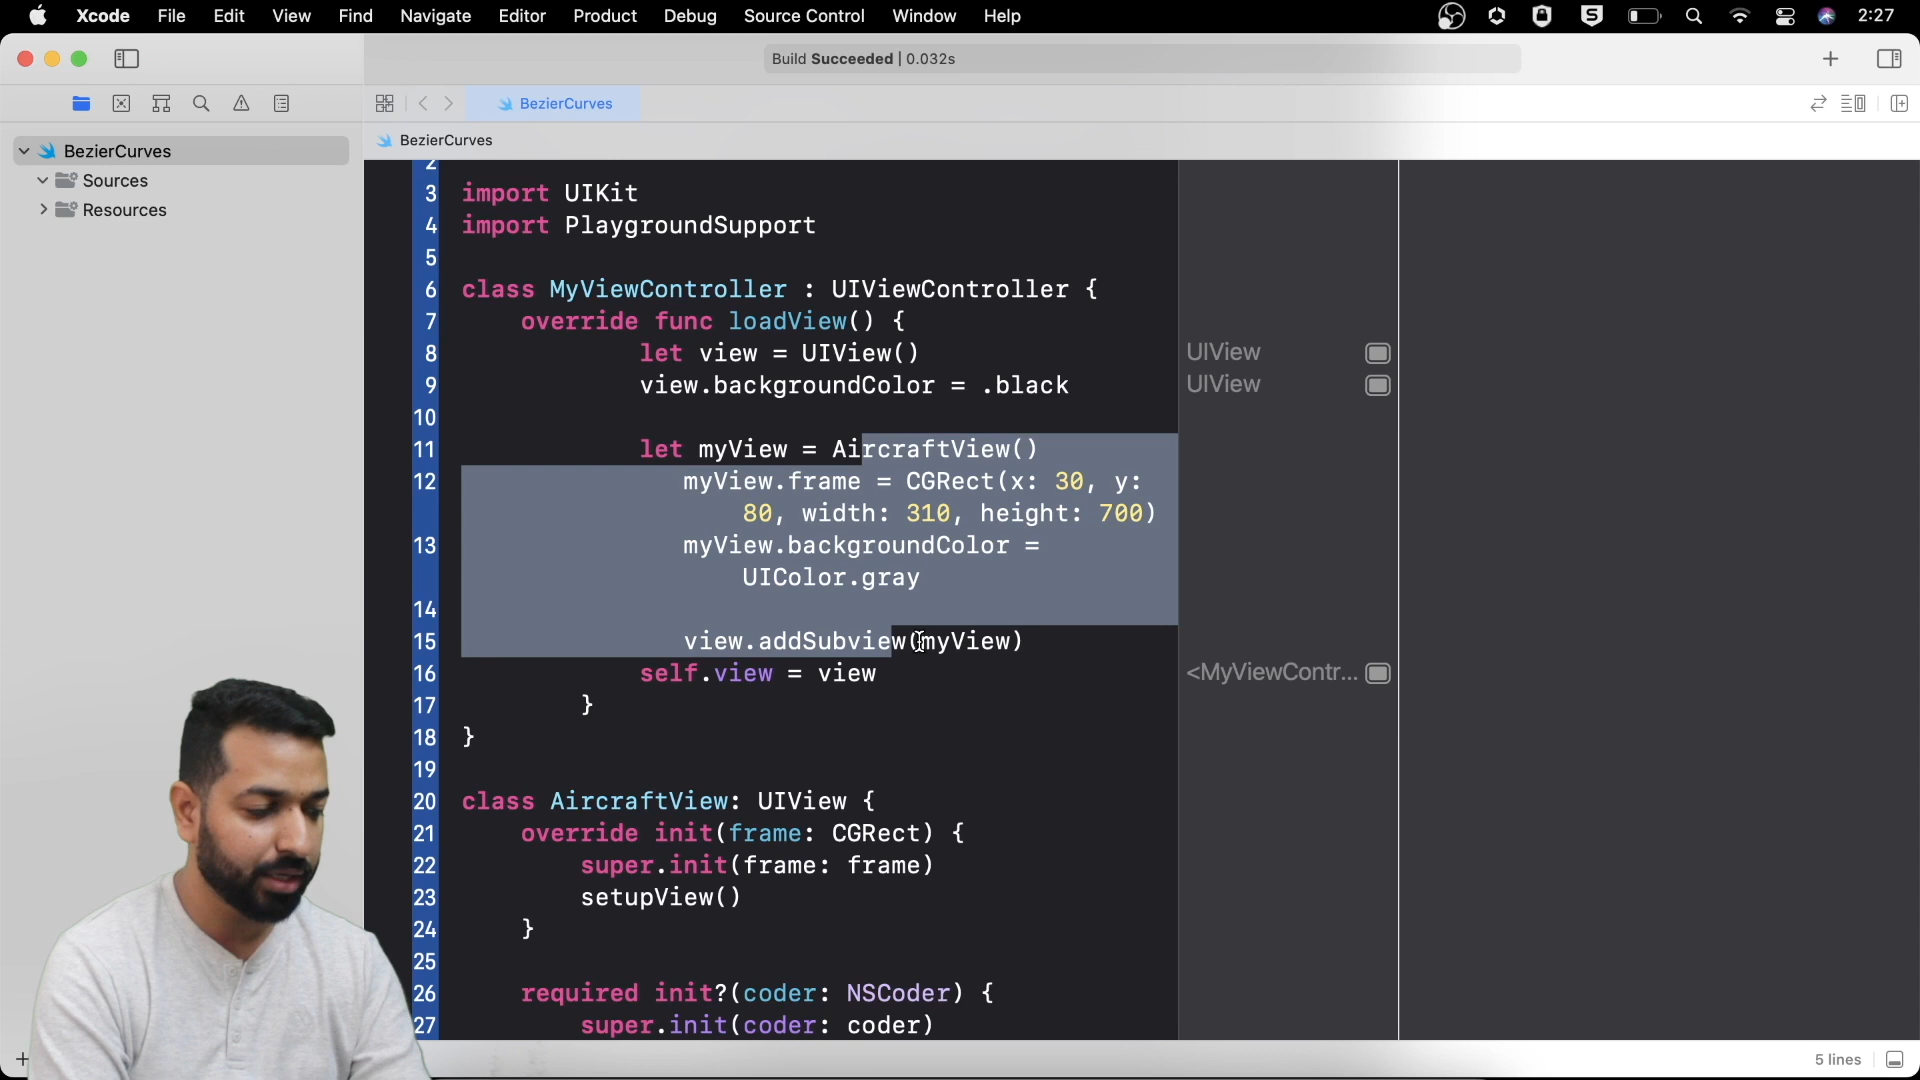 Xcode File Edit View Find Navigate Editor Product Debug Source Control Window Help 2:27
Build Succeeded | 0.032s
BezierCurves
BezierCurves
BezierCurves
Sources
Resources
2
3 import UIKit
4 import PlaygroundSupport
5
6 class MyViewController : UIViewController {
7 override func loadView() {
8 let view = UIView() UIView
9 view.backgroundColor = .black UIView
10
11 let myView = AircraftView()
12 myView.frame = CGRect(x: 30, y:
80, width: 310, height: 700)
13 myView.backgroundColor =
UIColor.gray
14
15 view.addSubview(myView)
16 self.view = view <MyViewContr...
17 }
18 }
19
20 class AircraftView: UIView {
21 override init(frame: CGRect) {
22 super.init(frame: frame)
23 setupView()
24 }
25
26 required init?(coder: NSCoder) {
27 super.init(coder: coder)
5 lines